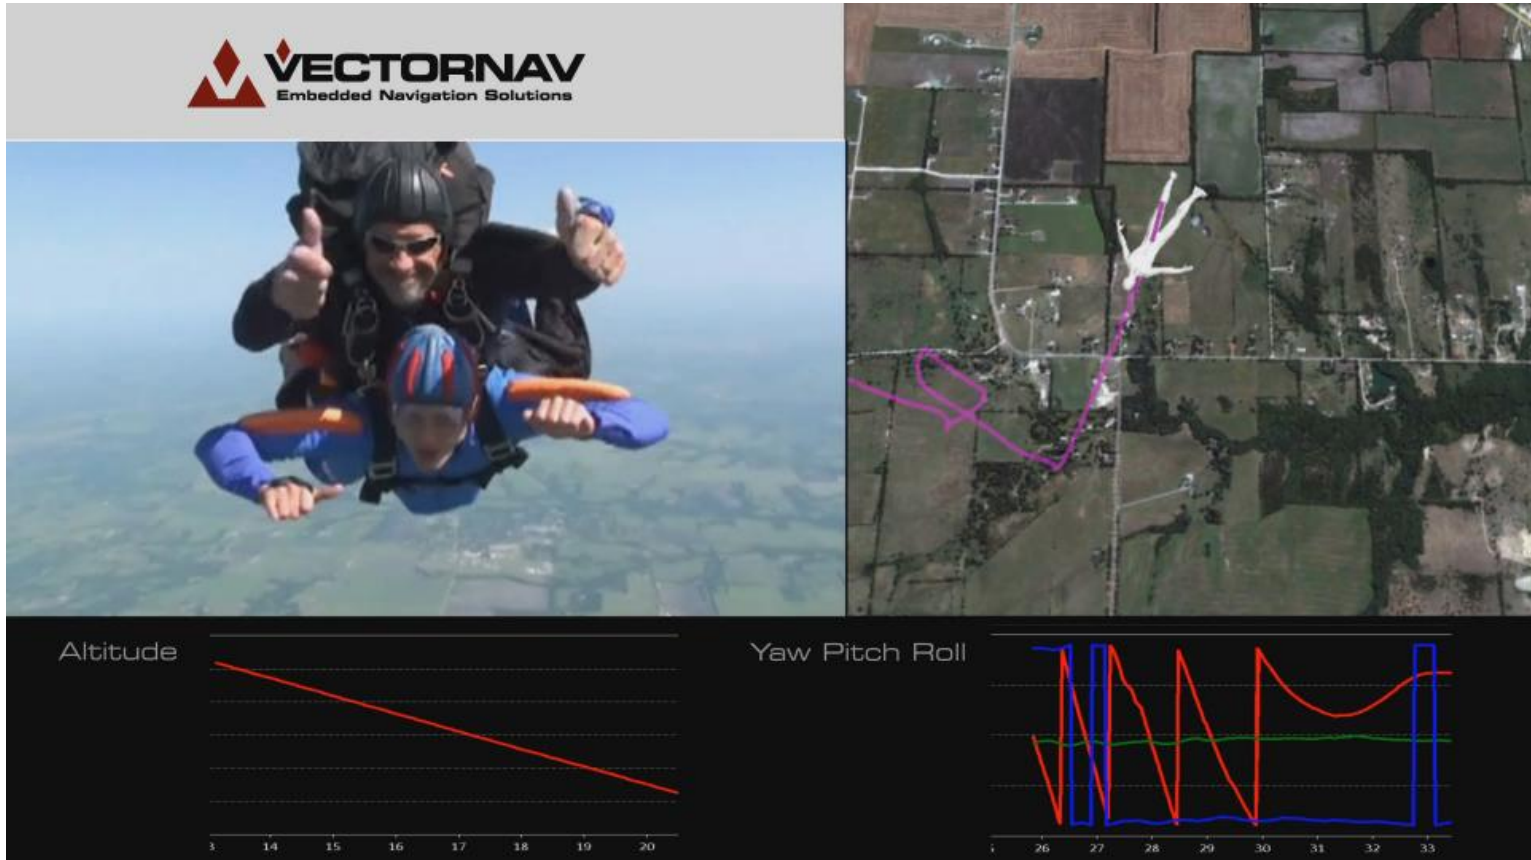 VECTORNAV
Embedded Navigation Solutions
Altitude
3 14 15 16 17 18 19 20
Yaw Pitch Roll
26 27 28 29 30 31 32 33